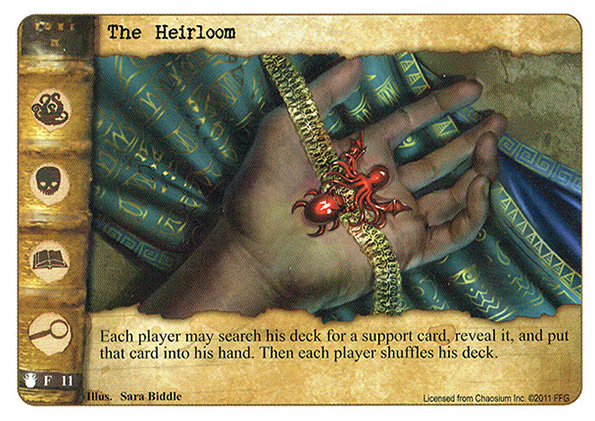 The Heirloom
Each player may search his deck for a support card, reveal it, and put
that card into his hand. Then each player shuffles his deck.
F 11
Illus. Sara Biddle
Licensed from Chaosium Inc. ©2011 FFG